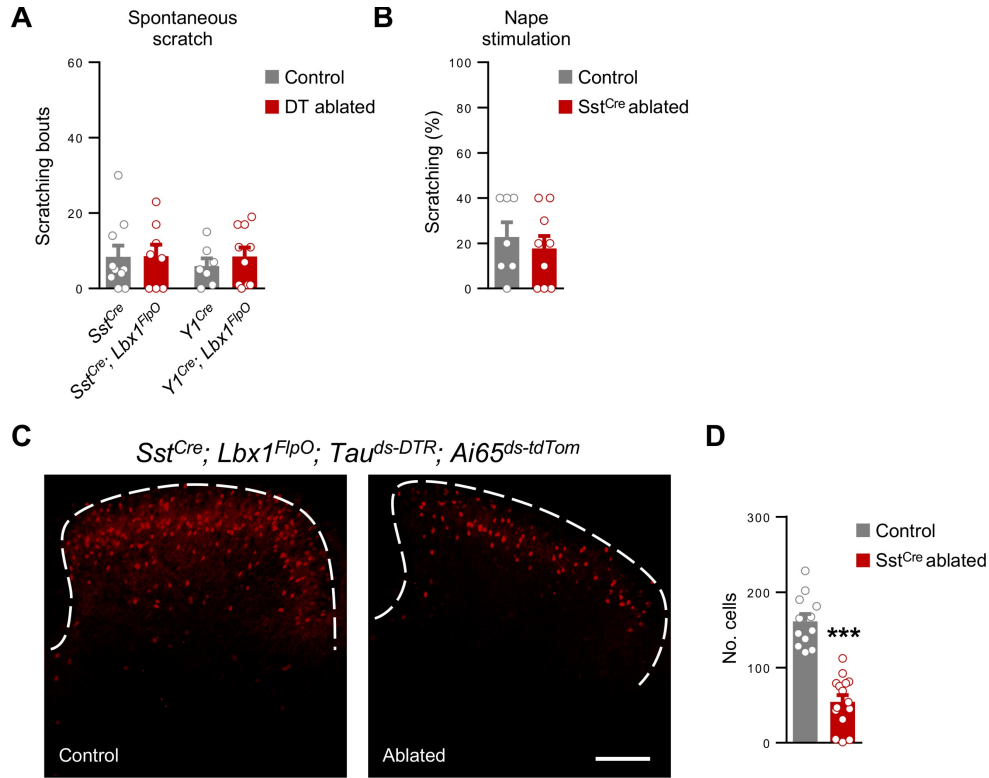 A
Spontaneous
scratch
60
40
20
0
Scratching bouts
Control
DT ablated
Sst^Cre
Sst^Cre; Lbx1^FlpO
Y1^Cre
Y1^Cre; Lbx1^FlpO
B
Nape
stimulation
100
80
60
40
20
0
Scratching (%)
Control
Sst^Cre ablated
C
Sst^Cre; Lbx1^FlpO; Tau^ds-DTR; Ai65^ds-tdTom
Control
Ablated
D
300
200
100
0
No. cells
Control
Sst^Cre ablated
***